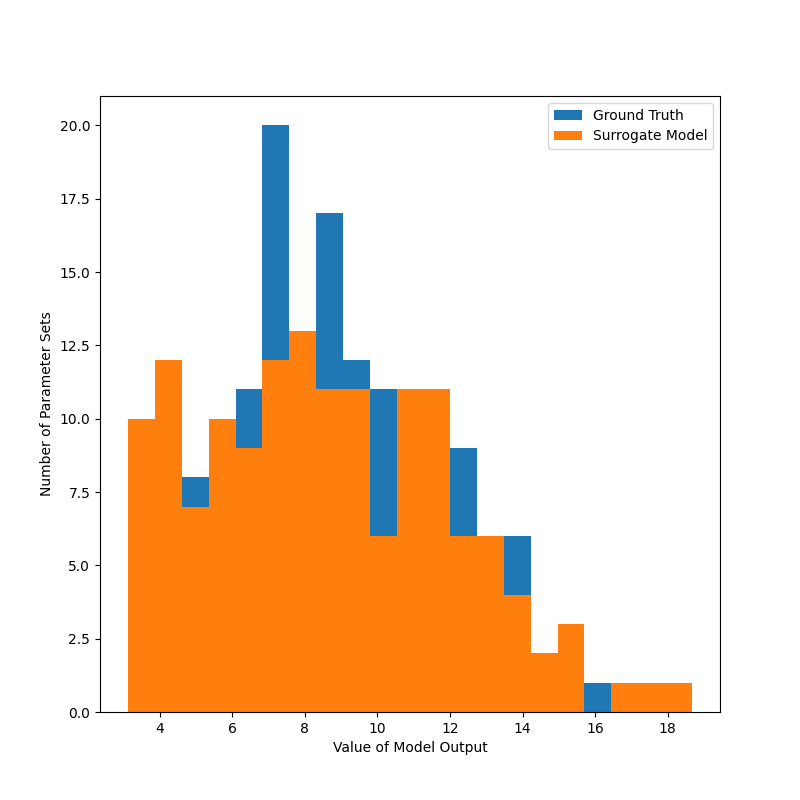 Ground Truth
Surrogate Model
20.0
17.5
15.0
12.5
10.0
7.5
5.0
2.5
0.0
Number of Parameter Sets
4 6 8 10 12 14 16 18
Value of Model Output